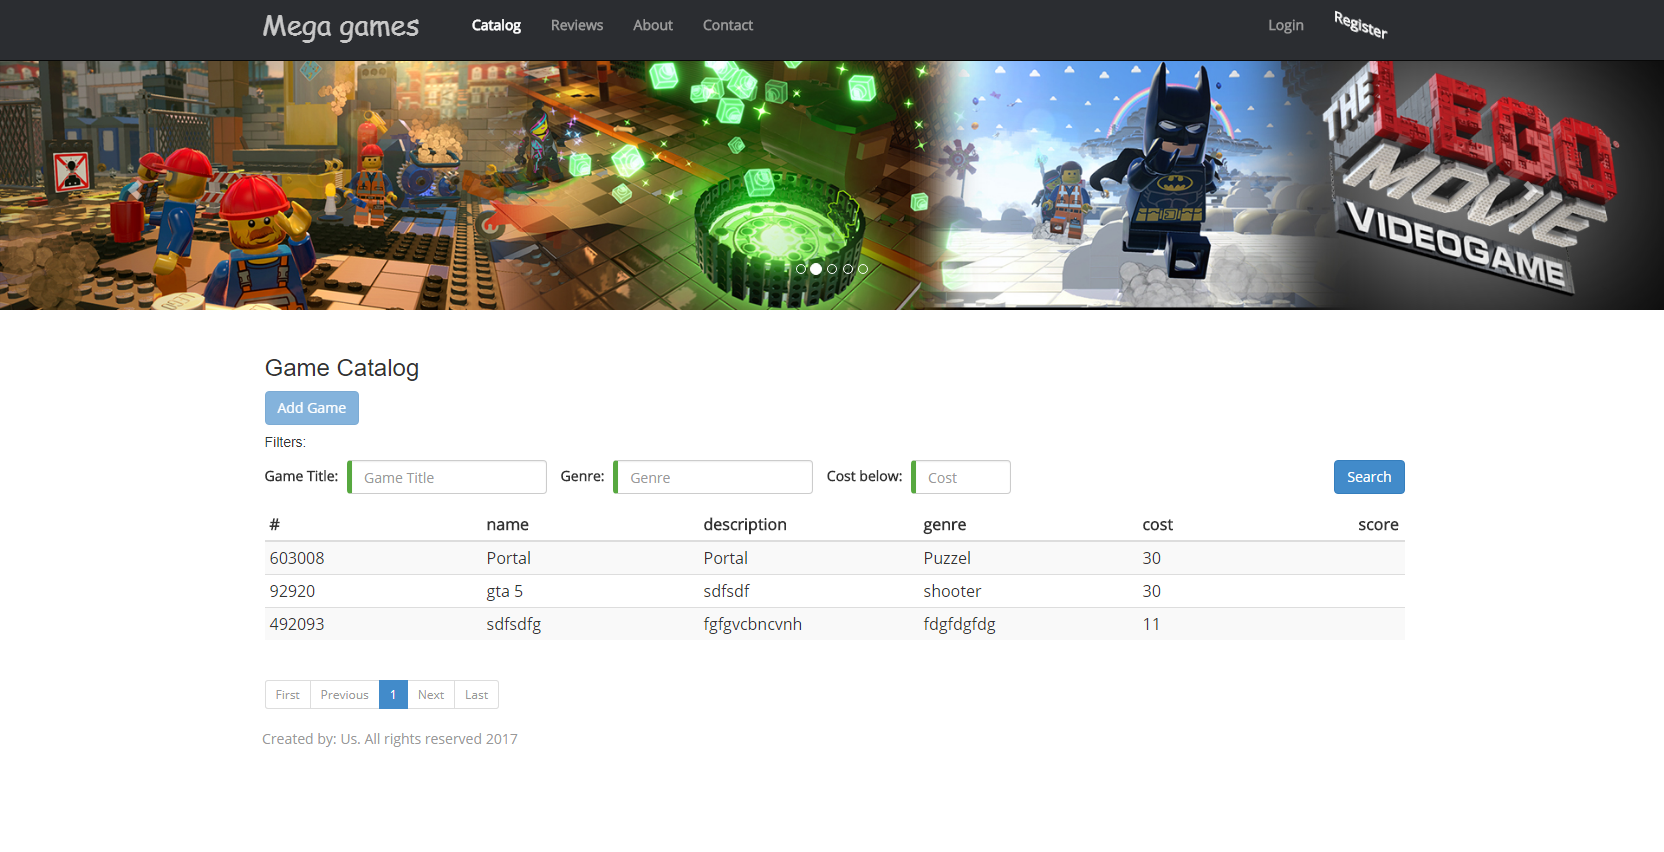 Mega games Catalog Reviews About Contact Login Register
THE LEGO MOVIE VIDEOGAME
Game Catalog
Add Game
Filters:
Game Title: Game Title Genre: Genre Cost below: Cost Search
# name description genre cost score
603008 Portal Portal Puzzel 30
92920 gta 5 sdfsdf shooter 30
492093 sdfsdfg fgfgvcbncvnh fdgfdgfdg 11
First Previous 1 Next Last
Created by: Us. All rights reserved 2017